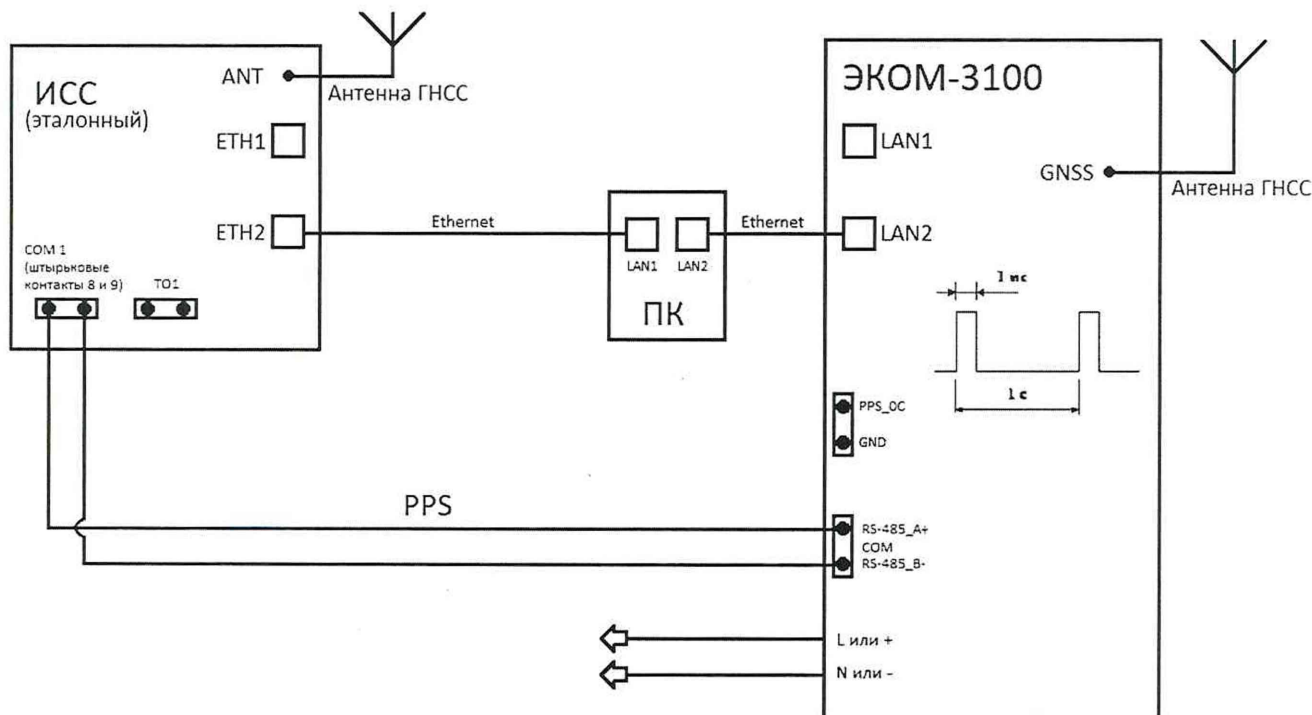 ИСС
(эталонный)
ANT
Антенна ГНСС
ETH1
ETH2
COM 1
(штырьковые
контакты 8 и 9)
TO1
Ethernet
LAN1
LAN2
ПК
Ethernet
ЭКОМ-3100
LAN1
GNSS
Антенна ГНСС
LAN2
1 мс
1 с
PPS_OC
GND
PPS
RS-485_A+
COM
RS-485_B-
L или +
N или -